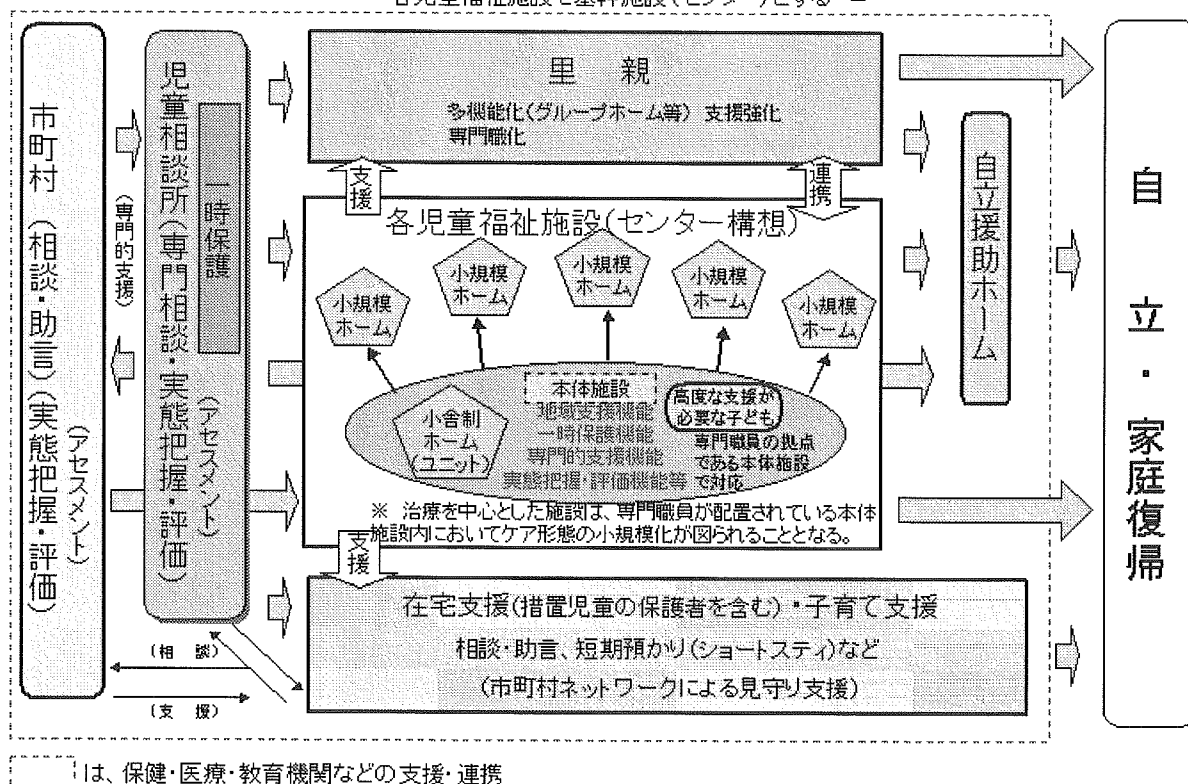 各児童福祉施設を基幹施設(センター)とする ー
市町村(相談・助言)(実態把握・評価)
(アセスメント)
(専門的支援)
児童相談所(専門相談・実態把握・評価)
(アセスメント)
一時保護
里 親
多機能化(グループホーム等) 支援強化
専門職化
支援
連携
各児童福祉施設(センター構想)
小規模
ホーム
小規模
ホーム
小規模
ホーム
小規模
ホーム
小規模
ホーム
小舎制
ホーム
(ユニット)
本体施設
地域支援機能
一時保護機能
専門的支援機能
実態把握・評価機能等
高度な支援が
必要な子ども
専門職員の拠点
である本体施設
で対応
※ 治療を中心とした施設は、専門職員が配置されている本体
施設内においてケア形態の小規模化が図られることとなる。
支援
在宅支援(措置児童の保護者を含む)・子育て支援
相談・助言、短期預かり(ショートスティ)など
(市町村ネットワークによる見守り支援)
(相 談)
(支 援)
自立援助ホーム
自立・家庭復帰
は、保健・医療・教育機関などの支援・連携